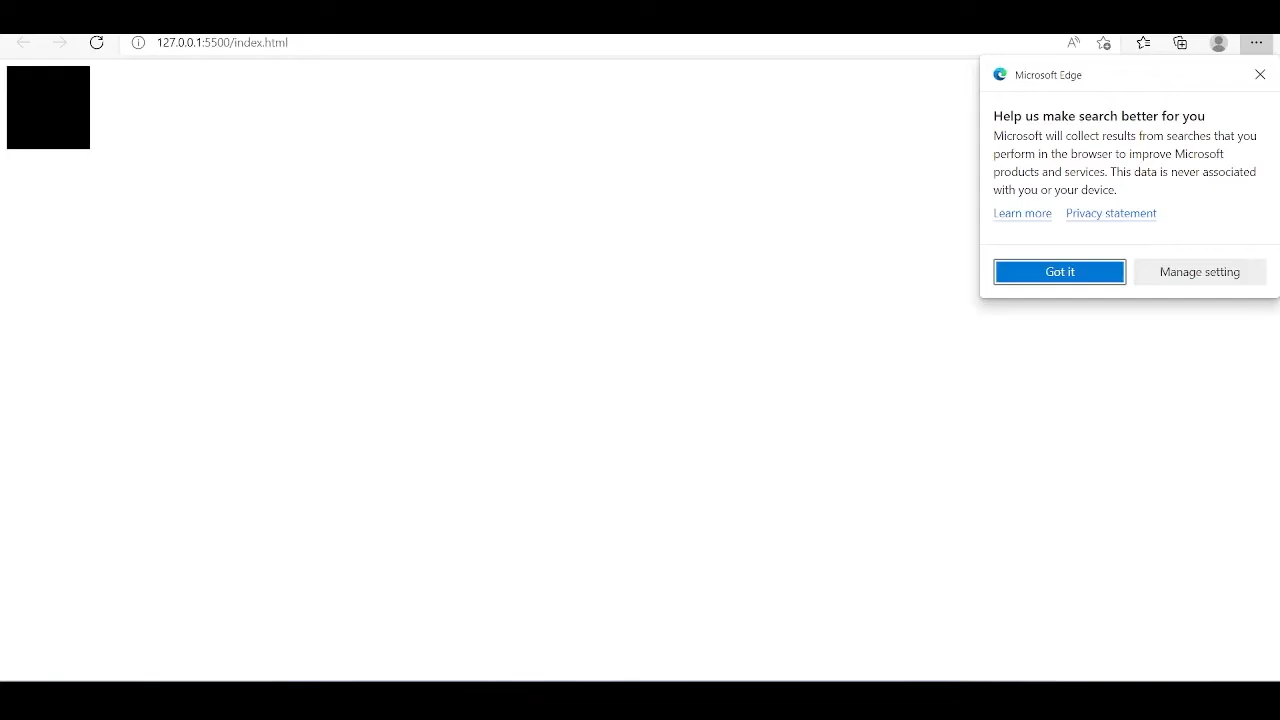 127.0.0.1:5500/index.html
Microsoft Edge
Help us make search better for you
Microsoft will collect results from searches that you
perform in the browser to improve Microsoft
products and services. This data is never associated
with you or your device.
Learn more Privacy statement
Got it Manage setting